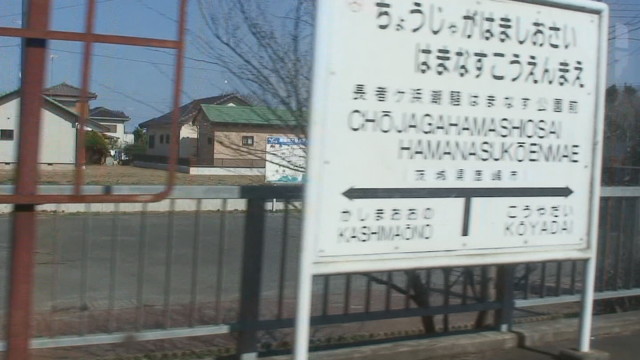 ちょうじゃがはましおさい
はまなすこうえんまえ
長者ケ浜潮騒はまなす公園前
CHŌJAGAHAMASHIOSAI
HAMANASUKŌENMAE
(茨城県鹿嶋市)
かしまおおの
KASHIMAŌNO
こうやだい
KŌYADAI